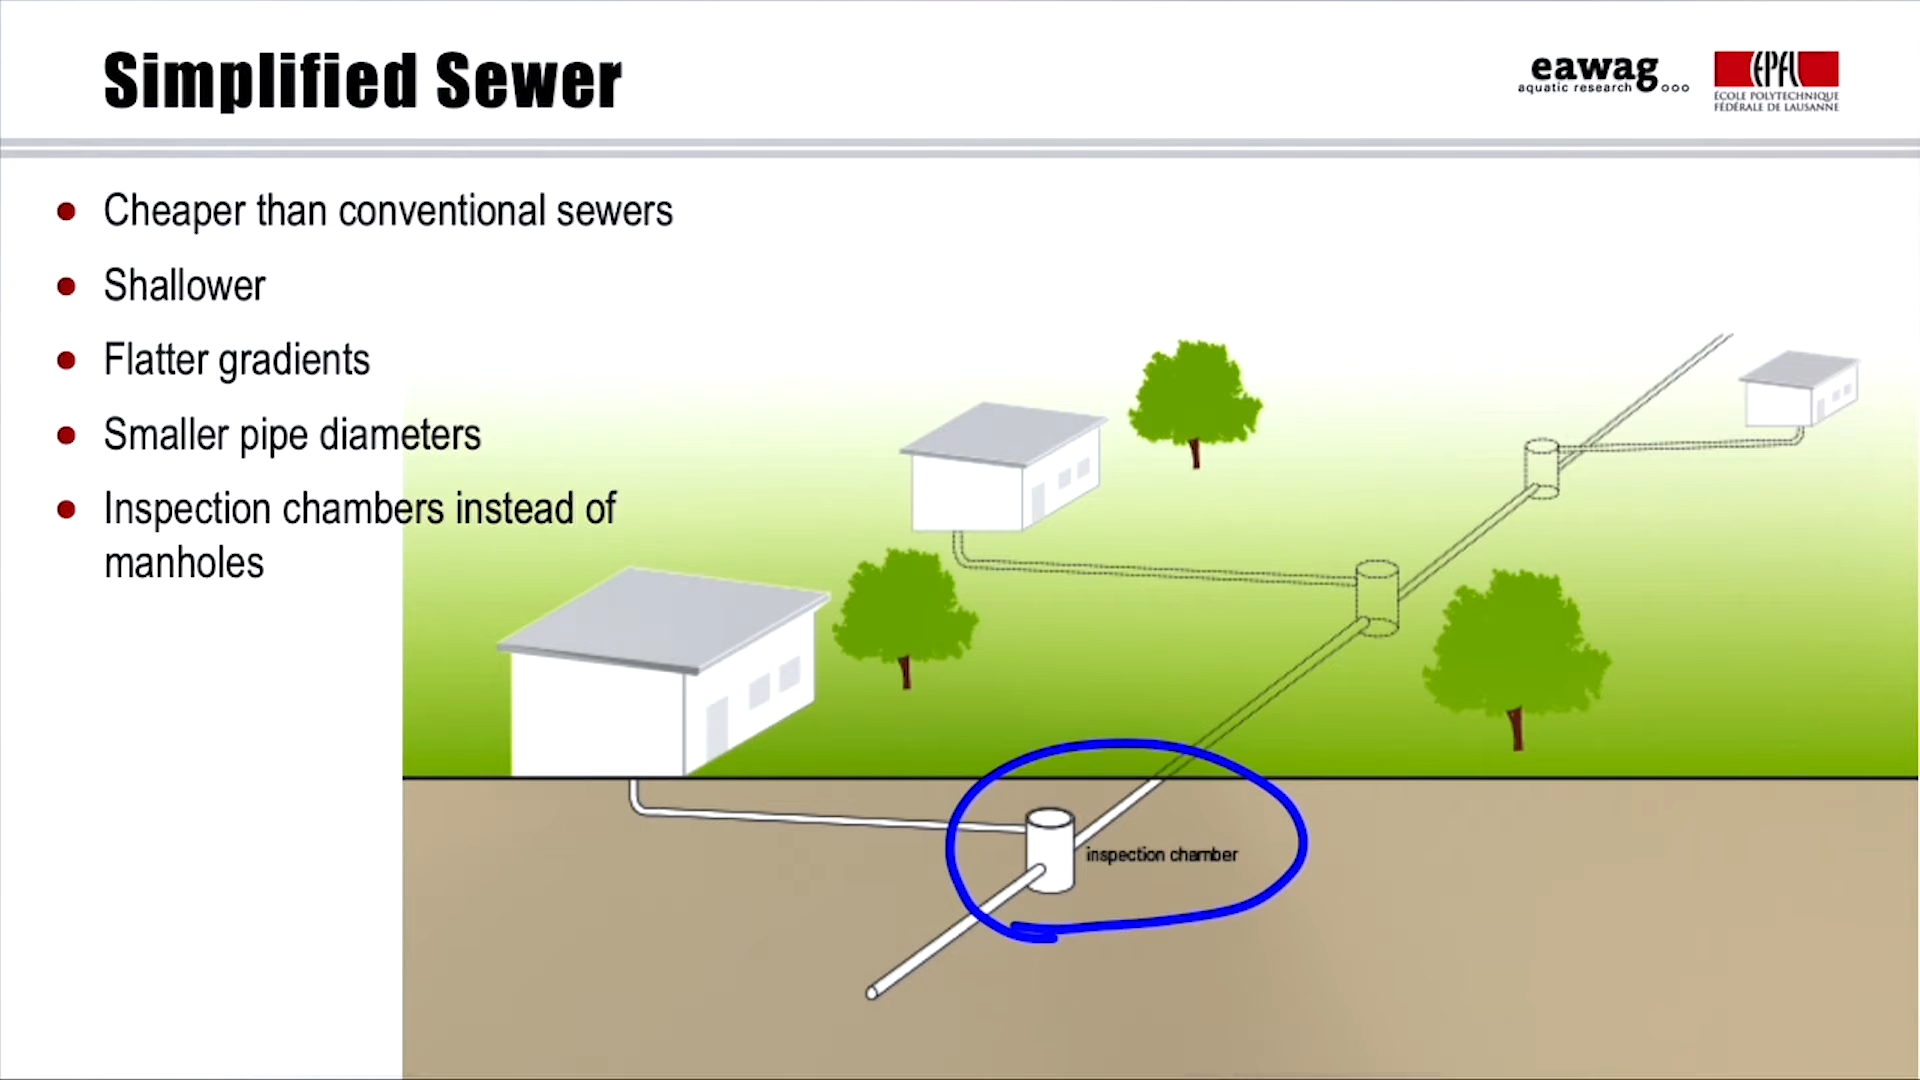 Simplified Sewer
eawag
aquatic research
EPFL
ÉCOLE POLYTECHNIQUE
FÉDÉRALE DE LAUSANNE
Cheaper than conventional sewers
Shallower
Flatter gradients
Smaller pipe diameters
Inspection chambers instead of
manholes
inspection chamber